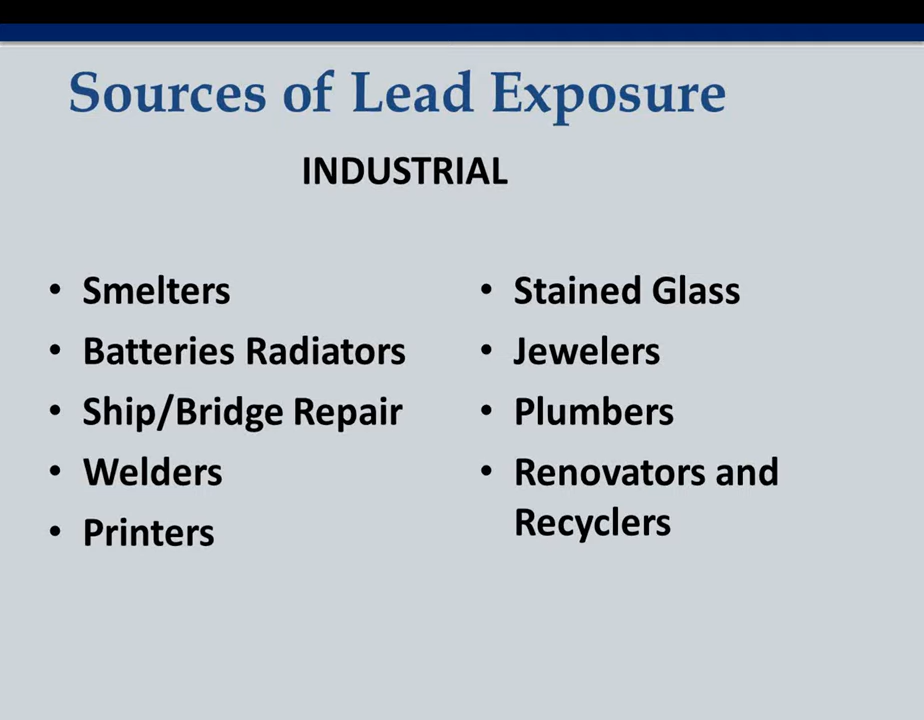 Sources of Lead Exposure
INDUSTRIAL
• Smelters
• Batteries Radiators
• Ship/Bridge Repair
• Welders
• Printers
• Stained Glass
• Jewelers
• Plumbers
• Renovators and
Recyclers